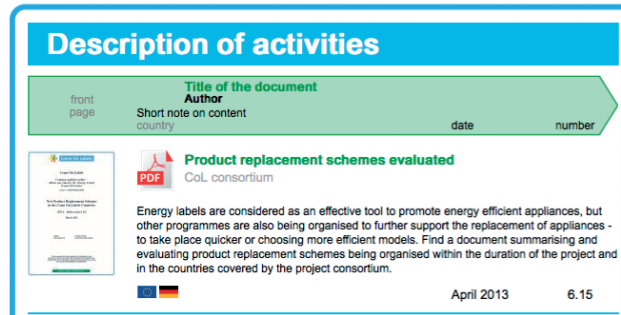 Description of activities
Title of the document
front
Author
page
Short note on content
country
date
number
Come On Labels
PDF
Product replacement schemes evaluated
CoL consortium
Energy labels are considered as an effective tool to promote energy efficient appliances, but
other programmes are also being organised to further support the replacement of appliances -
to take place quicker or choosing more efficient models. Find a document summarising and
evaluating product replacement schemes being organised within the duration of the project and
in the countries covered by the project consortium.
April 2013
6.15